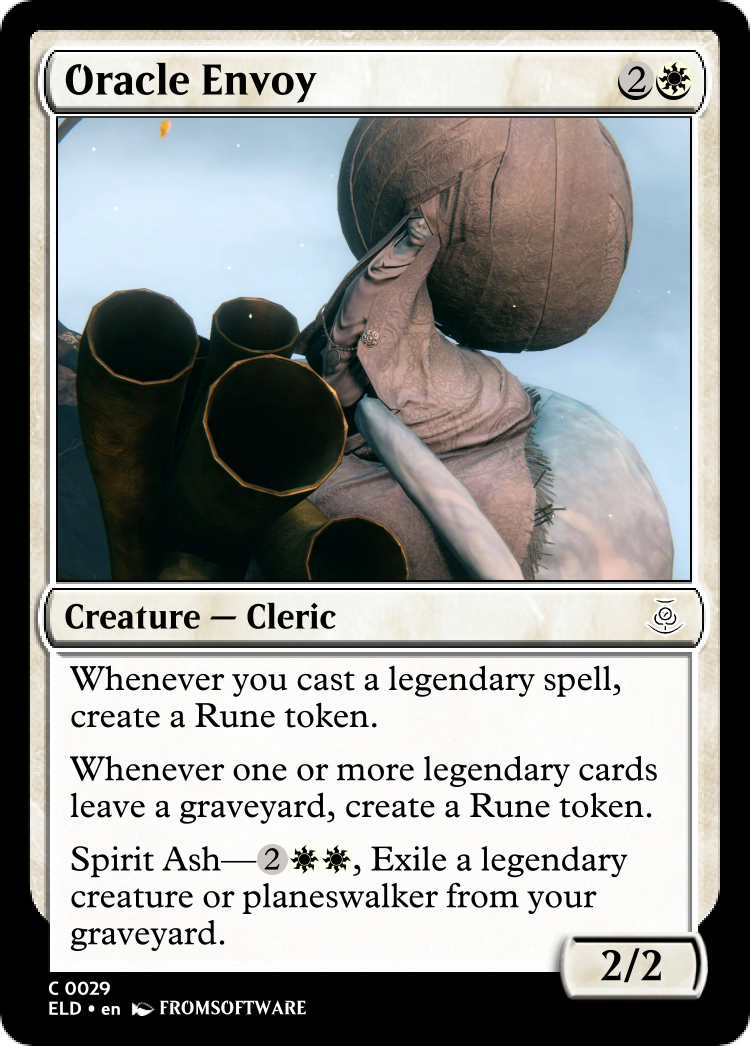 Oracle Envoy 2
Creature — Cleric
Whenever you cast a legendary spell,
create a Rune token.
Whenever one or more legendary cards
leave a graveyard, create a Rune token.
Spirit Ash—2, Exile a legendary
creature or planeswalker from your
graveyard.
2/2
C 0029
ELD • en FROMSOFTWARE